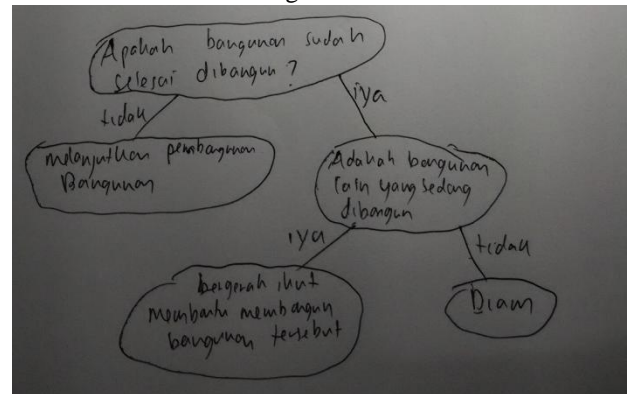 Apakah bangunan sudah
selesai dibangun?
tidak
iya
melanjutkan pembangunan
Bangunan
Adakah bangunan
lain yang sedang
dibangun
iya
tidak
bergerak ikut
membantu membangun
bangunan tersebut
Diam